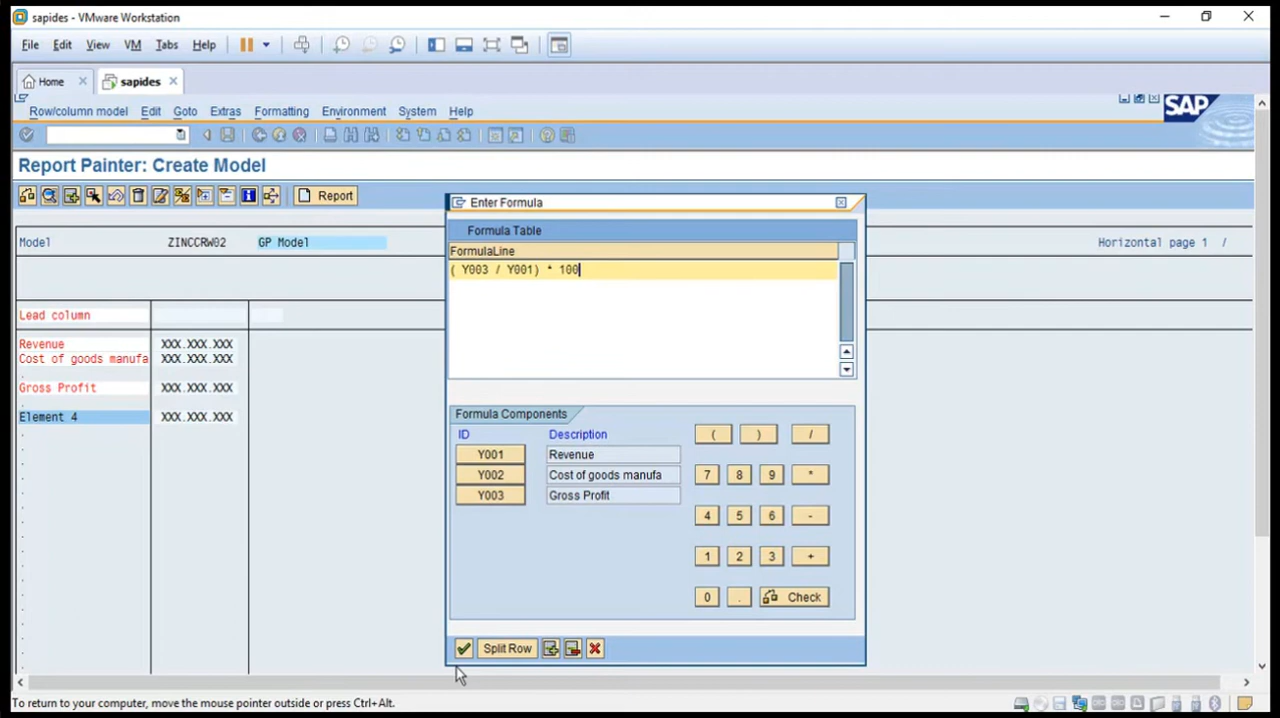 sapides - VMware Workstation
File Edit View VM Tabs Help
Home sapides
Row/column model Edit Goto Extras Formatting Environment System Help
SAP
Report Painter: Create Model
Report
Enter Formula
Model ZINCCRW02 GP Model Horizontal page 1 /
Formula Table
FormulaLine
( Y003 / Y001) * 100
Lead column
Revenue XXX.XXX.XXX
Cost of goods manufa XXX.XXX.XXX
Gross Profit XXX.XXX.XXX
Element 4 XXX.XXX.XXX
Formula Components
ID Description ( ) /
Y001 Revenue
Y002 Cost of goods manufa 7 8 9 *
Y003 Gross Profit
4 5 6 -
1 2 3 +
0 . Check
Split Row
To return to your computer, move the mouse pointer outside or press Ctrl+Alt.